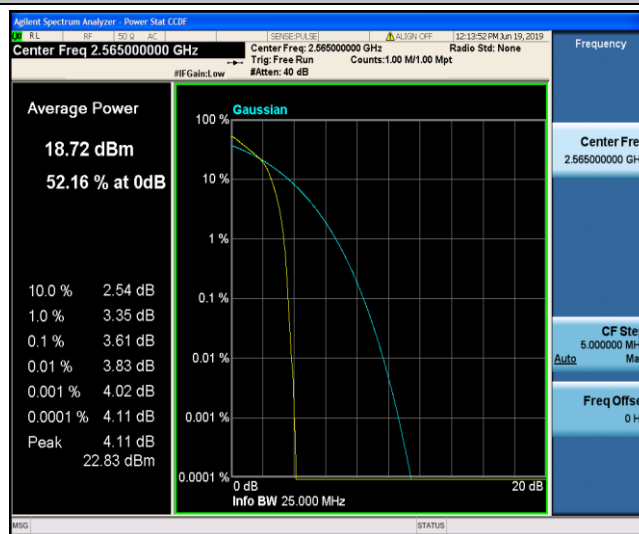 Agilent Spectrum Analyzer - Power Stat CCDF
RL RF 50 Ω AC SENSE:PULSE ALIGN OFF 12:13:52 PM Jun 19, 2019
Center Freq 2.565000000 GHz
Center Freq: 2.565000000 GHz Radio Std: None
Trig: Free Run Counts:1.00 M/1.00 Mpt
#IFGain:Low #Atten: 40 dB
Frequency
Average Power
18.72 dBm
52.16 % at 0dB
10.0 % 2.54 dB
1.0 % 3.35 dB
0.1 % 3.61 dB
0.01 % 3.83 dB
0.001 % 4.02 dB
0.0001 % 4.11 dB
Peak 4.11 dB
22.83 dBm
Gaussian
100 %
10 %
1 %
0.1 %
0.01 %
0.001 %
0.0001 %
0 dB 20 dB
Info BW 25.000 MHz
Center Fre
2.565000000 GH
CF Ste
5.000000 MH
Auto Ma
Freq Offse
0 H
MSG STATUS